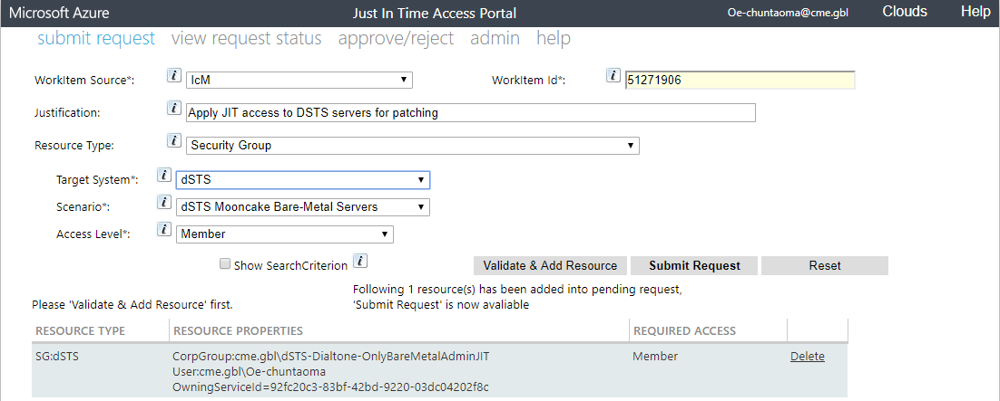 Microsoft Azure Just In Time Access Portal Oe-chuntaoma@cme.gbl Clouds Help
submit request view request status approve/reject admin help
WorkItem Source*: i IcM WorkItem Id*: i 51271906
Justification: i Apply JIT access to DSTS servers for patching
Resource Type: i Security Group
Target System*: i dSTS
Scenario*: i dSTS Mooncake Bare-Metal Servers
Access Level*: i Member
Show SearchCriterion i Validate & Add Resource Submit Request Reset
Following 1 resource(s) has been added into pending request,
Please 'Validate & Add Resource' first. 'Submit Request' is now avaliable
RESOURCE TYPE RESOURCE PROPERTIES REQUIRED ACCESS
SG:dSTS CorpGroup:cme.gbl\dSTS-Dialtone-OnlyBareMetalAdminJIT Member Delete
User:cme.gbl\Oe-chuntaoma
OwningServiceId=92fc20c3-83bf-42bd-9220-03dc04202f8c